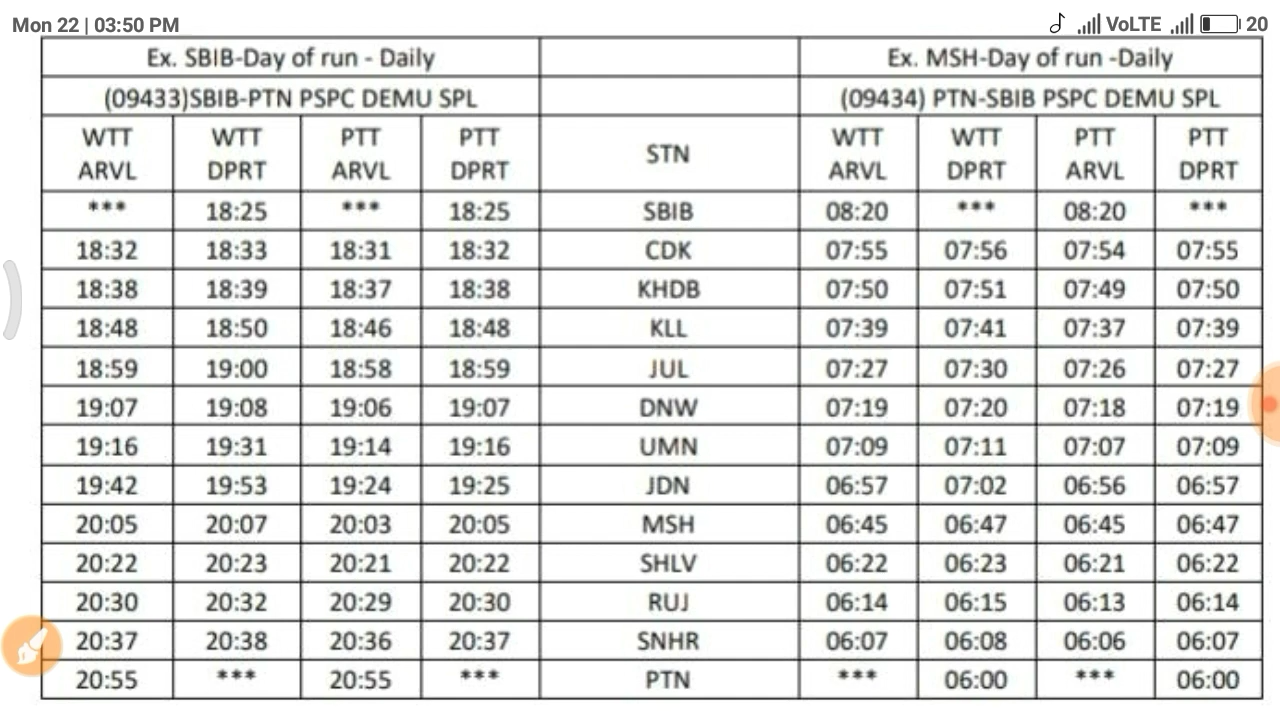 Mon 22 | 03:50 PM VoLTE 20
Ex. SBIB-Day of run - Daily Ex. MSH-Day of run -Daily
(09433)SBIB-PTN PSPC DEMU SPL (09434) PTN-SBIB PSPC DEMU SPL
WTT ARVL WTT DPRT PTT ARVL PTT DPRT STN WTT ARVL WTT DPRT PTT ARVL PTT DPRT
*** 18:25 *** 18:25 SBIB 08:20 *** 08:20 ***
18:32 18:33 18:31 18:32 CDK 07:55 07:56 07:54 07:55
18:38 18:39 18:37 18:38 KHDB 07:50 07:51 07:49 07:50
18:48 18:50 18:46 18:48 KLL 07:39 07:41 07:37 07:39
18:59 19:00 18:58 18:59 JUL 07:27 07:30 07:26 07:27
19:07 19:08 19:06 19:07 DNW 07:19 07:20 07:18 07:19
19:16 19:31 19:14 19:16 UMN 07:09 07:11 07:07 07:09
19:42 19:53 19:24 19:25 JDN 06:57 07:02 06:56 06:57
20:05 20:07 20:03 20:05 MSH 06:45 06:47 06:45 06:47
20:22 20:23 20:21 20:22 SHLV 06:22 06:23 06:21 06:22
20:30 20:32 20:29 20:30 RUJ 06:14 06:15 06:13 06:14
20:37 20:38 20:36 20:37 SNHR 06:07 06:08 06:06 06:07
20:55 *** 20:55 *** PTN *** 06:00 *** 06:00